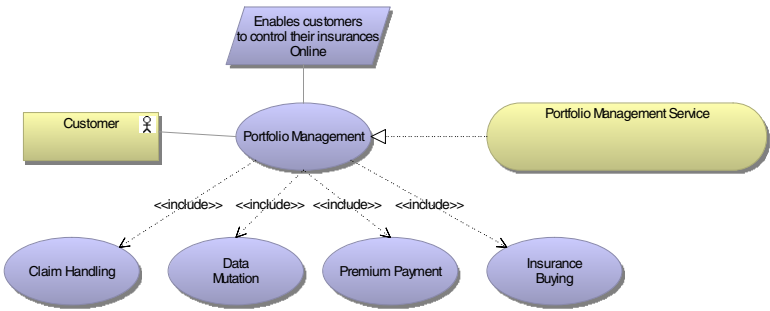 Enables customers
to control their insurances
Online
Customer
Portfolio Management
Portfolio Management Service
<<include>>
<<include>>
<<include>>
<<include>>
Claim Handling
Data
Mutation
Premium Payment
Insurance
Buying